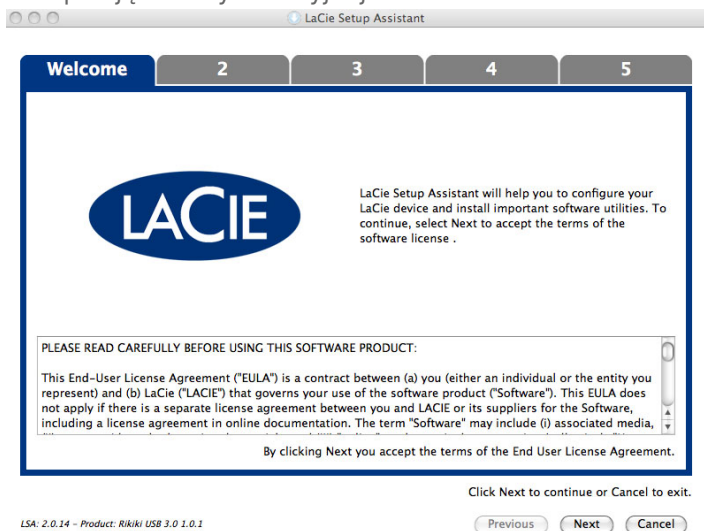 LaCie Setup Assistant
Welcome 2 3 4 5
LACIE
LaCie Setup Assistant will help you to configure your
LaCie device and install important software utilities. To
continue, select Next to accept the terms of the
software license .
PLEASE READ CAREFULLY BEFORE USING THIS SOFTWARE PRODUCT:
This End-User License Agreement ("EULA") is a contract between (a) you (either an individual or the entity you
represent) and (b) LaCie ("LACIE") that governs your use of the software product ("Software"). This EULA does
not apply if there is a separate license agreement between you and LACIE or its suppliers for the Software,
including a license agreement in online documentation. The term "Software" may include (i) associated media,
By clicking Next you accept the terms of the End User License Agreement.
Click Next to continue or Cancel to exit.
LSA: 2.0.14 - Product: Rikiki USB 3.0 1.0.1
Previous Next Cancel